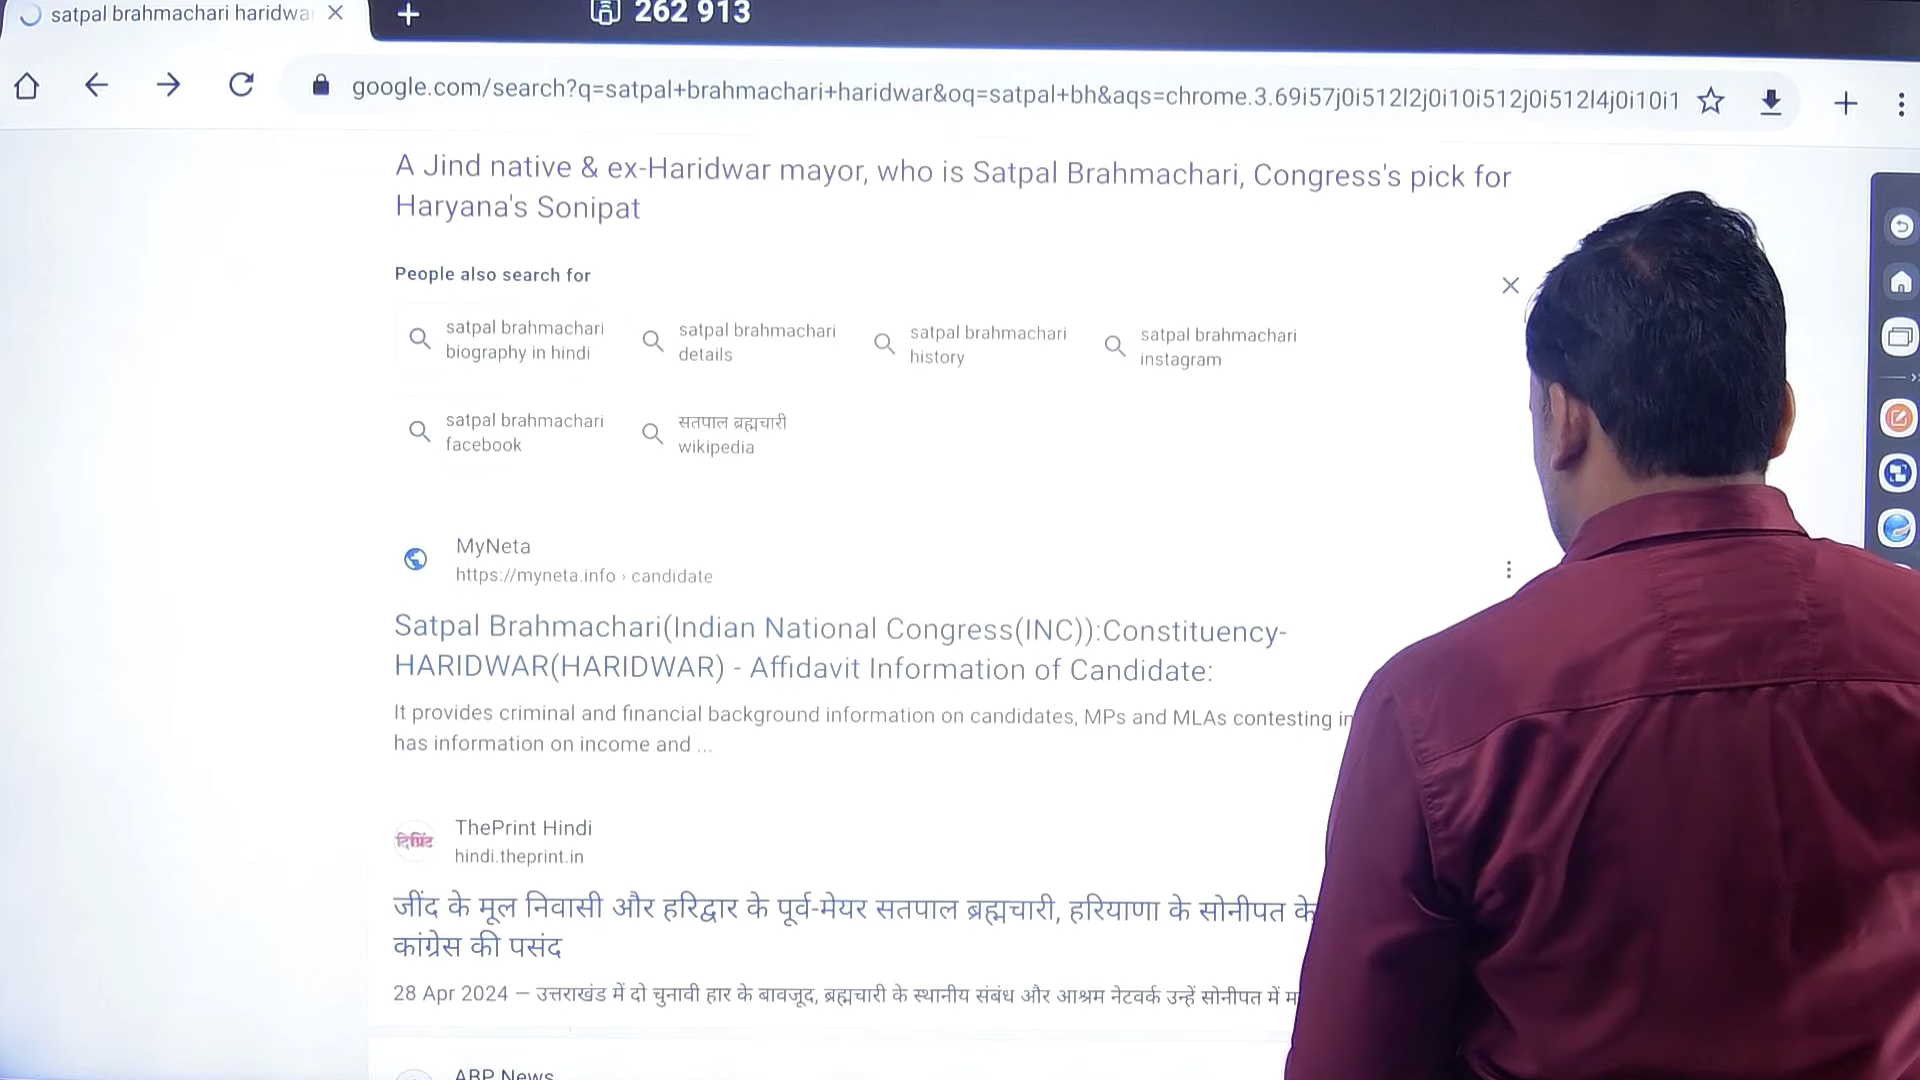 satpal brahmachari haridwa
262 913
google.com/search?q=satpal+brahmachari+haridwar&oq=satpal+bh&aqs=chrome.3.69i57j0i512l2j0i10i512j0i512l4j0i10i1
A Jind native & ex-Haridwar mayor, who is Satpal Brahmachari, Congress's pick for
Haryana's Sonipat
People also search for
satpal brahmachari
biography in hindi
satpal brahmachari
details
satpal brahmachari
history
satpal brahmachari
instagram
satpal brahmachari
facebook
सतपाल ब्रह्मचारी
wikipedia
MyNeta
https://myneta.info › candidate
Satpal Brahmachari(Indian National Congress(INC)):Constituency-
HARIDWAR(HARIDWAR) - Affidavit Information of Candidate:
It provides criminal and financial background information on candidates, MPs and MLAs contesting in
has information on income and ...
दिप्रिंट
ThePrint Hindi
hindi.theprint.in
जींद के मूल निवासी और हरिद्वार के पूर्व-मेयर सतपाल ब्रह्मचारी, हरियाणा के सोनीपत के
कांग्रेस की पसंद
28 Apr 2024 — उत्तराखंड में दो चुनावी हार के बावजूद, ब्रह्मचारी के स्थानीय संबंध और आश्रम नेटवर्क उन्हें सोनीपत में
ABP News